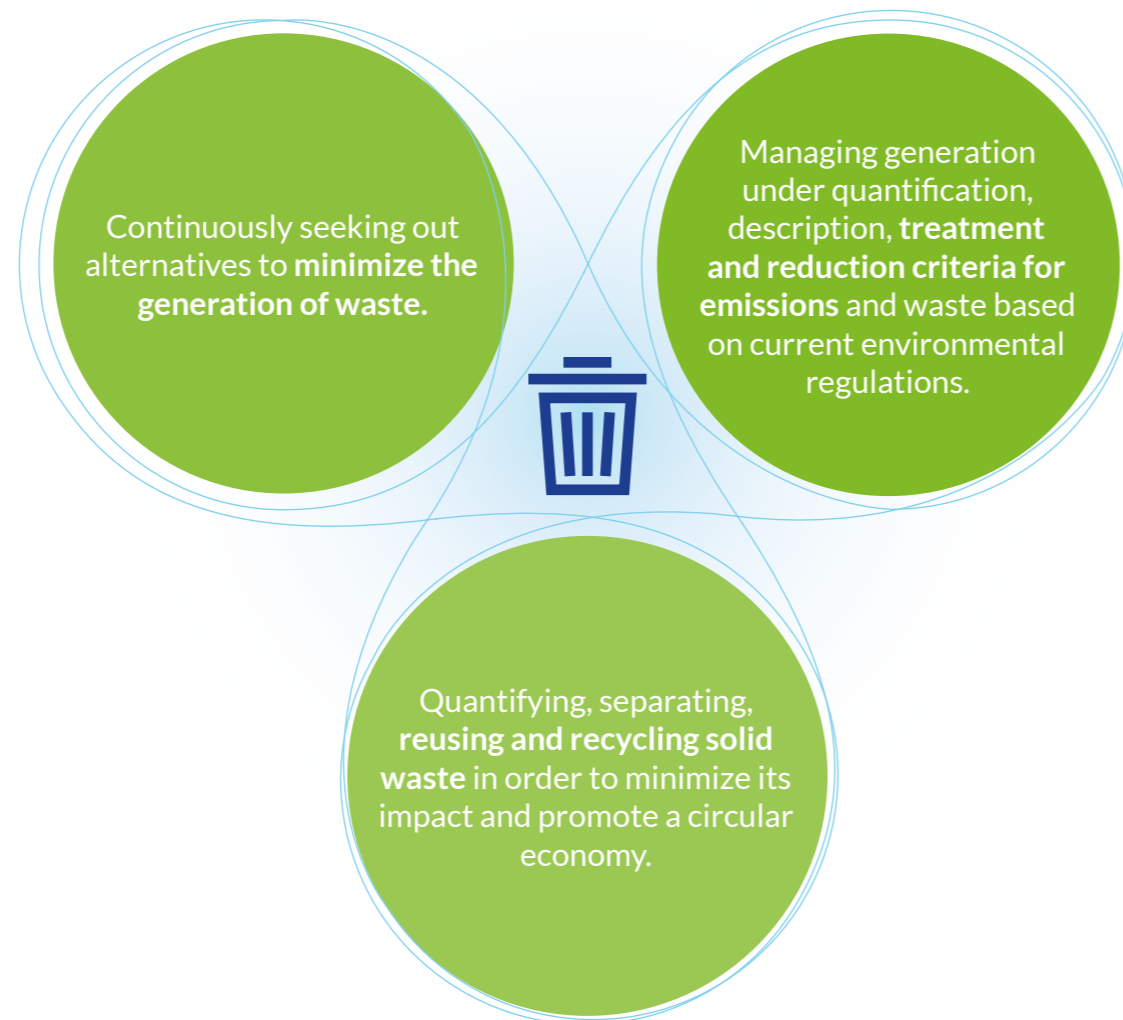 Continuously seeking out
alternatives to minimize the
generation of waste.
Managing generation
under quantification,
description, treatment
and reduction criteria for
emissions and waste based
on current environmental
regulations.
Quantifying, separating,
reusing and recycling solid
waste in order to minimize its
impact and promote a circular
economy.